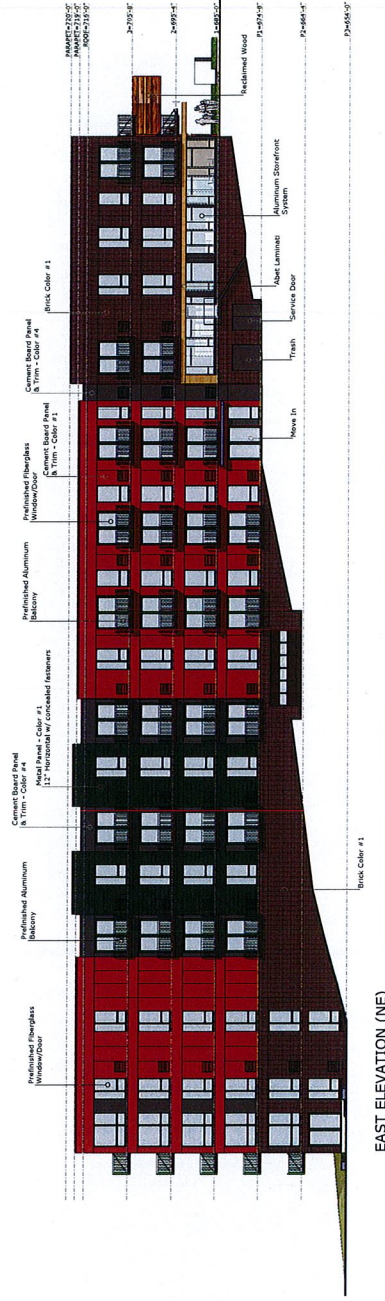 PARAPET=720'-0"
PARAPET=719'-0"
ROOF=716'-0"
3=705'-8"
2=695'-4"
1=685'-0"
P1=674'-8"
P2=664'-4"
P3=654'-0"
Prefinished Fiberglass
Window/Door
Prefinished Aluminum
Balcony
Cement Board Panel
& Trim - Color #4
Metal Panel - Color #1
12" Horizontal w/ concealed fasteners
Prefinished Aluminum
Balcony
Prefinished Fiberglass
Window/Door
Cement Board Panel
& Trim - Color #1
Cement Board Panel
& Trim - Color #4
Brick Color #1
Reclaimed Wood
Aluminum Storefront
System
Abet Laminati
Service Door
Trash
Move In
Brick Color #1
EAST ELEVATION (NE)